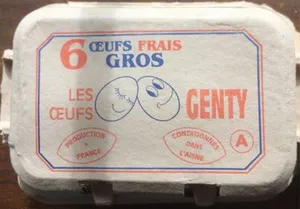 6 ŒUFS FRAIS
GROS
LES
ŒUFS
GENTY
PRODUCTION
FRANCE
CONDITIONNÉS
DANS
L'AISNE
A